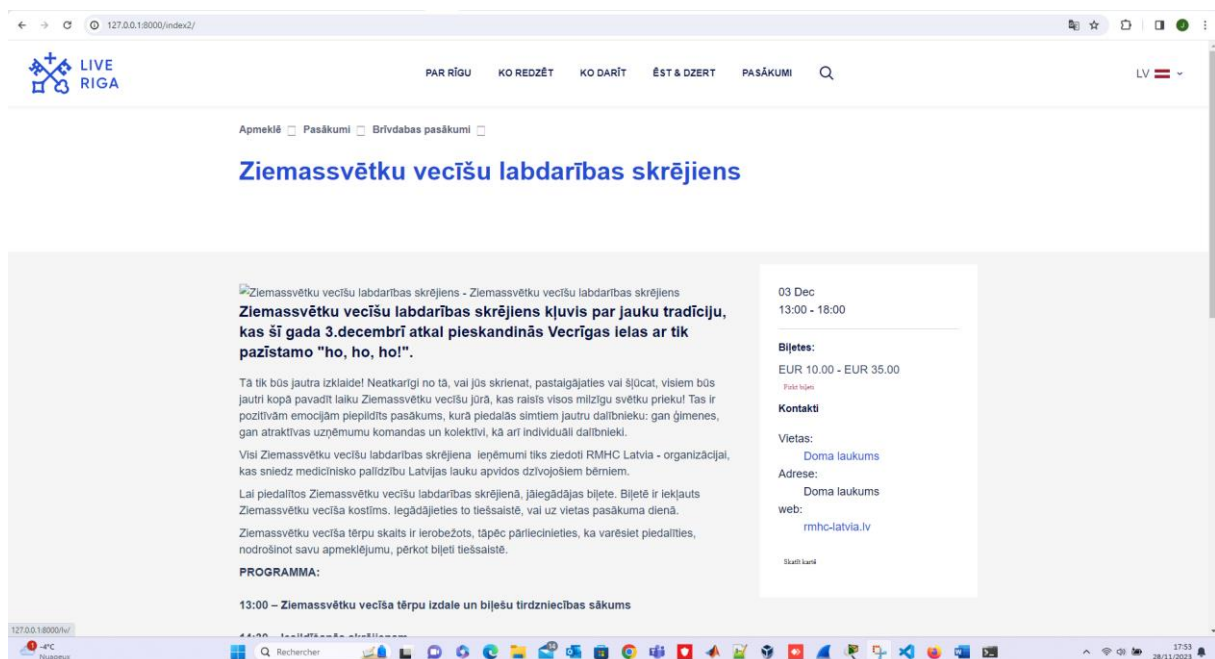 127.0.0.1:8000/index2/
LIVE
RIGA
PAR RĪGU KO REDZĒT KO DARĪT ĒST & DZERT PASĀKUMI
LV
Apmeklē Pasākumi Brīvdabas pasākumi
Ziemassvētku vecīšu labdarības skrējiens
Ziemassvētku vecīšu labdarības skrējiens - Ziemassvētku vecīšu labdarības skrējiens
Ziemassvētku vecīšu labdarības skrējiens kļuvis par jauku tradīciju,
kas šī gada 3.decembrī atkal pieskandinās Vecrīgas ielas ar tik
pazīstamo "ho, ho, ho!".
Tā tik būs jautra izklaide! Neatkarīgi no tā, vai jūs skrienat, pastaigājaties vai šļūcat, visiem būs
jautri kopā pavadīt laiku Ziemassvētku vecīšu jūrā, kas raisīs visos milzīgu svētku prieku! Tas ir
pozitīvām emocijām piepildīts pasākums, kurā piedalās simtiem jautru dalībnieku: gan ģimenes,
gan atraktīvas uzņēmumu komandas un kolektīvi, kā arī individuāli dalībnieki.
Visi Ziemassvētku vecīšu labdarības skrējiena ieņēmumi tiks ziedoti RMHC Latvia - organizācijai,
kas sniedz medicīnisko palīdzību Latvijas lauku apvidos dzīvojošiem bērniem.
Lai piedalītos Ziemassvētku vecīšu labdarības skrējienā, jāiegādājas biļete. Biļetē ir iekļauts
Ziemassvētku vecīša kostīms. Iegādājieties to tiešsaistē, vai uz vietas pasākuma dienā.
Ziemassvētku vecīša tērpu skaits ir ierobežots, tāpēc pārliecinieties, ka varēsiet piedalīties,
nodrošinot savu apmeklējumu, pērkot biļeti tiešsaistē.
PROGRAMMA:
13:00 – Ziemassvētku vecīša tērpu izdale un biļešu tirdzniecības sākums
03 Dec
13:00 - 18:00
Biļetes:
EUR 10.00 - EUR 35.00
Pirkt biļeti
Kontakti
Vietas:
Doma laukums
Adrese:
Doma laukums
web:
rmhc-latvia.lv
Skatīt kartē
127.0.0.1:8000/lv/
-4°C
Nuageux
Rechercher
17:53
28/11/2023